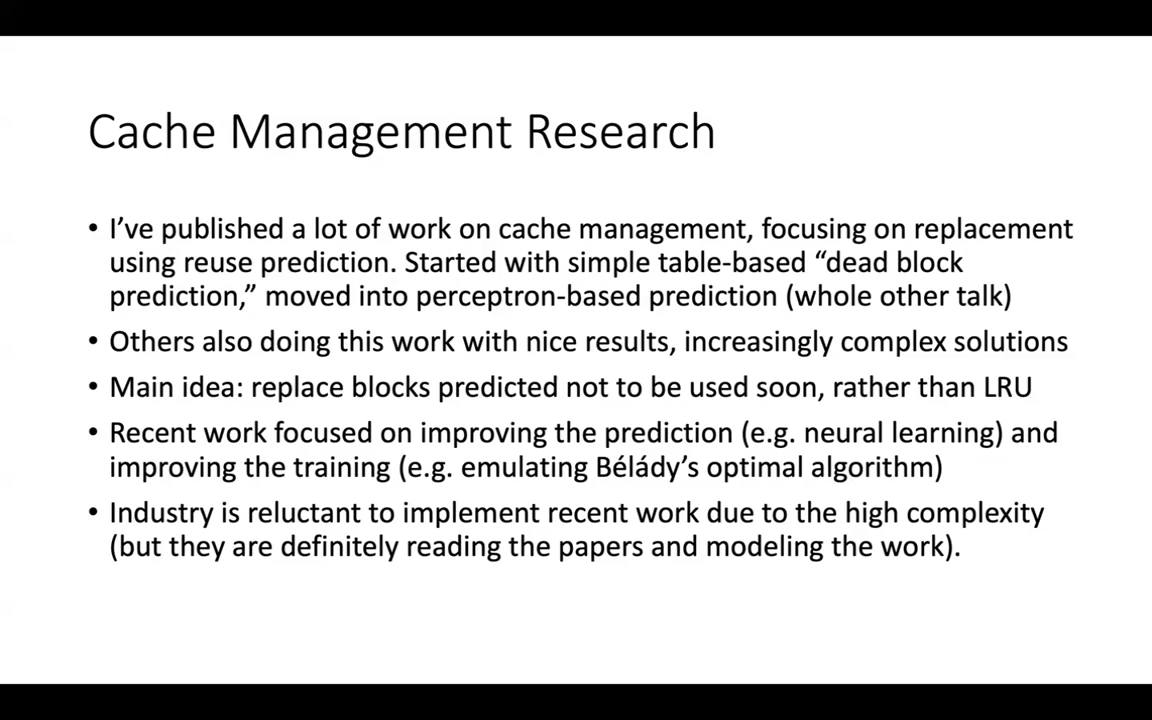 Cache Management Research
• I’ve published a lot of work on cache management, focusing on replacement
using reuse prediction. Started with simple table-based “dead block
prediction,” moved into perceptron-based prediction (whole other talk)
• Others also doing this work with nice results, increasingly complex solutions
• Main idea: replace blocks predicted not to be used soon, rather than LRU
• Recent work focused on improving the prediction (e.g. neural learning) and
improving the training (e.g. emulating Bélády’s optimal algorithm)
• Industry is reluctant to implement recent work due to the high complexity
(but they are definitely reading the papers and modeling the work).